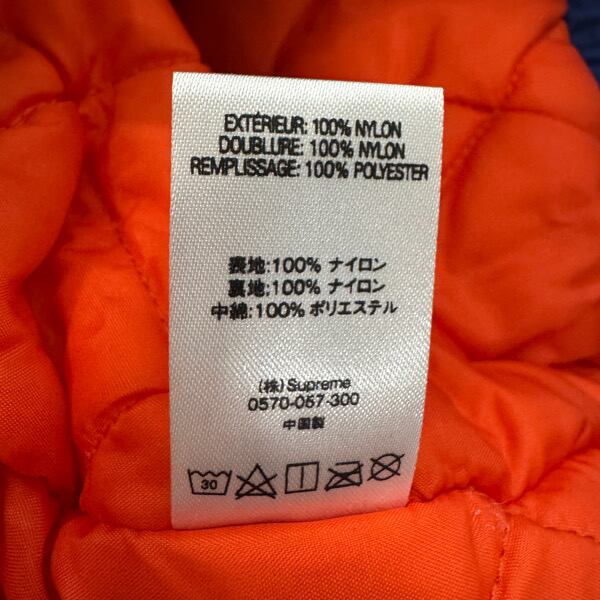 EXTÉRIEUR: 100% NYLON
DOUBLURE: 100% NYLON
REMPLISSAGE: 100% POLYESTER
表地:100% ナイロン
裏地:100% ナイロン
中綿:100% ポリエステル
(株) Supreme
0570-067-300
中国製
30